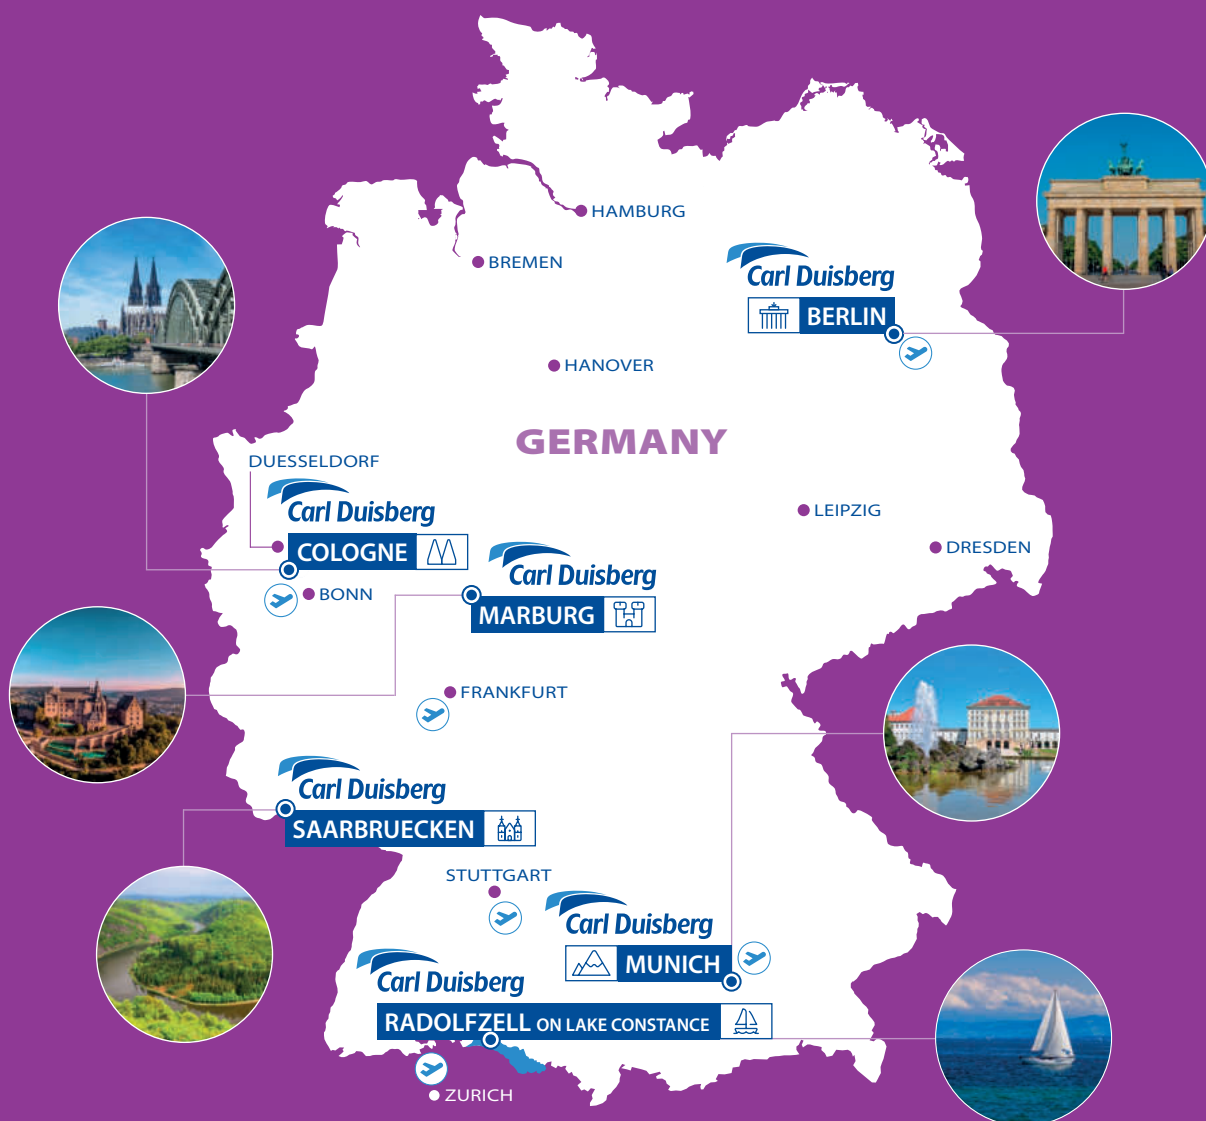 HAMBURG
BREMEN
Carl Duisberg
BERLIN
HANOVER
GERMANY
DUESSELDORF
Carl Duisberg
COLOGNE
LEIPZIG
DRESDEN
BONN
Carl Duisberg
MARBURG
FRANKFURT
Carl Duisberg
SAARBRUECKEN
STUTTGART
Carl Duisberg
MUNICH
Carl Duisberg
RADOLFZELL ON LAKE CONSTANCE
ZURICH